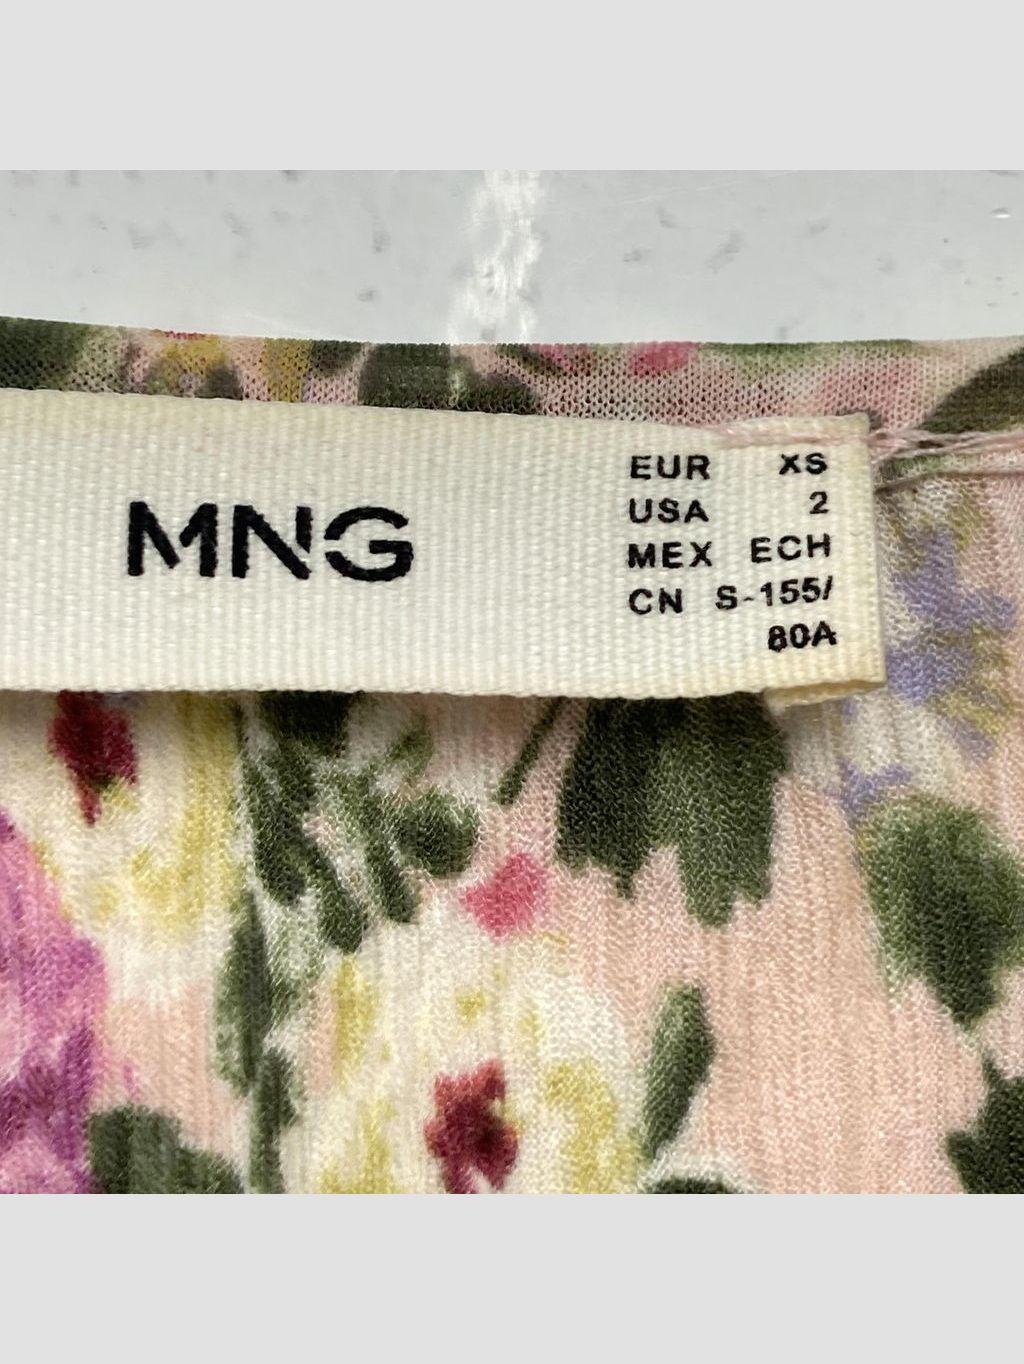 MNG
EUR XS
USA 2
MEX ECH
CN S-155/
80A